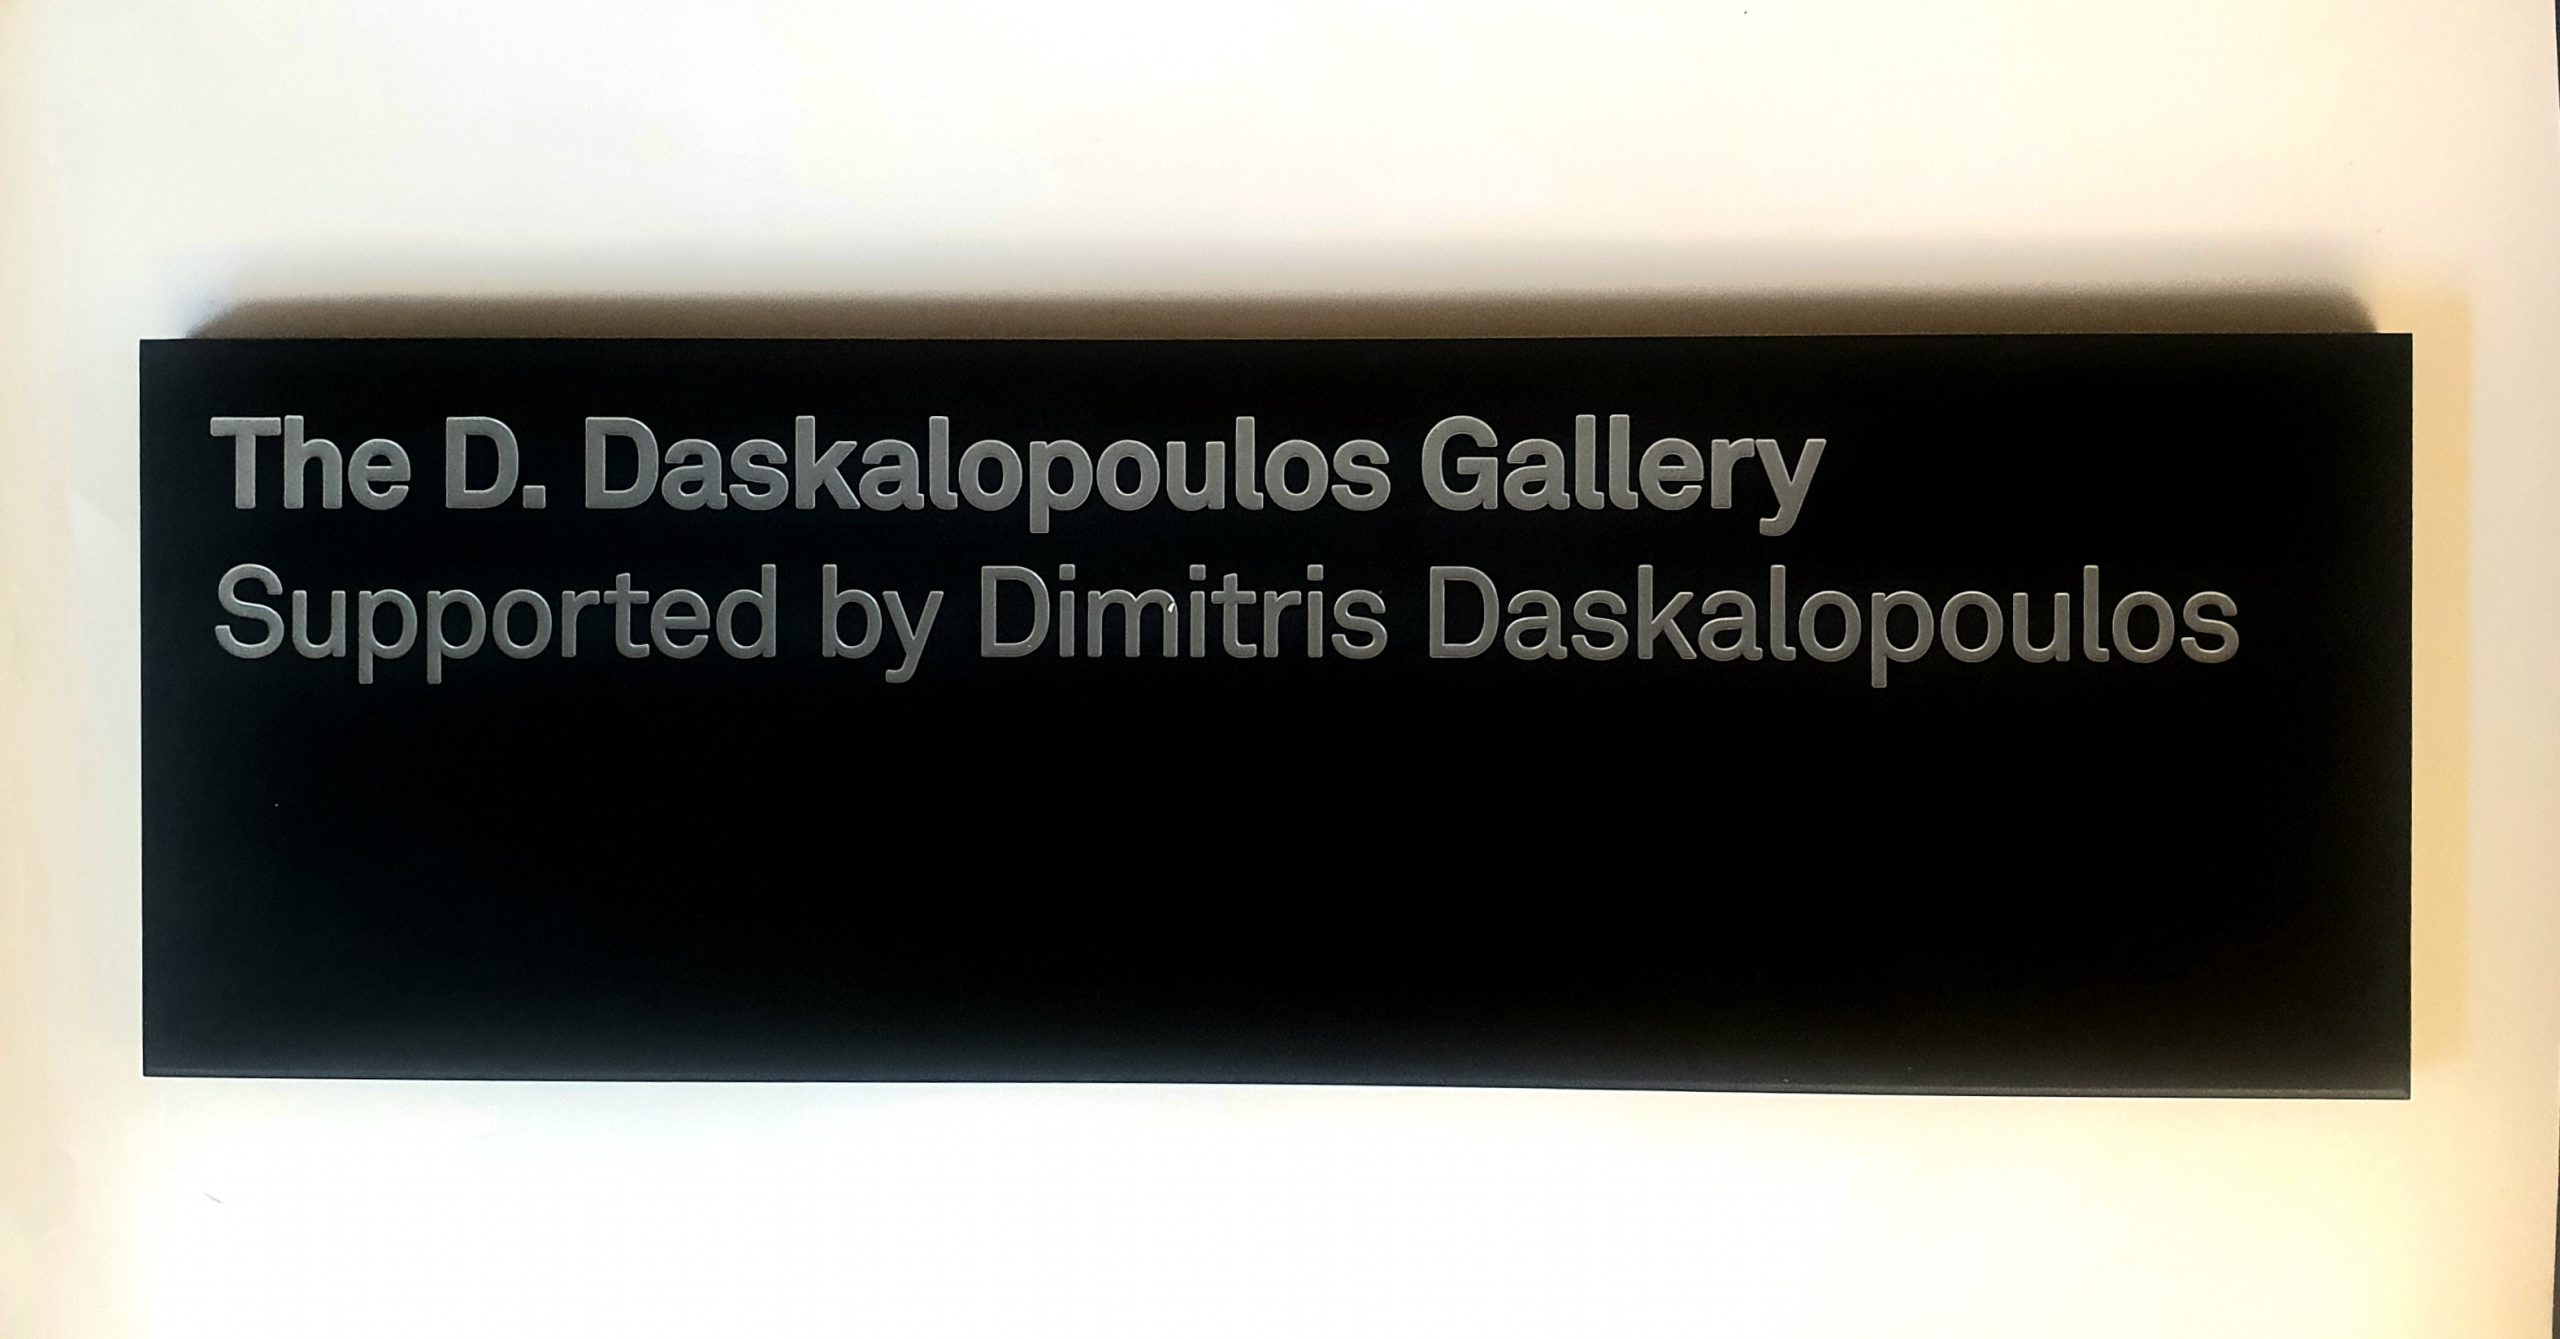 The D. Daskalopoulos Gallery
Supported by Dimitris Daskalopoulos